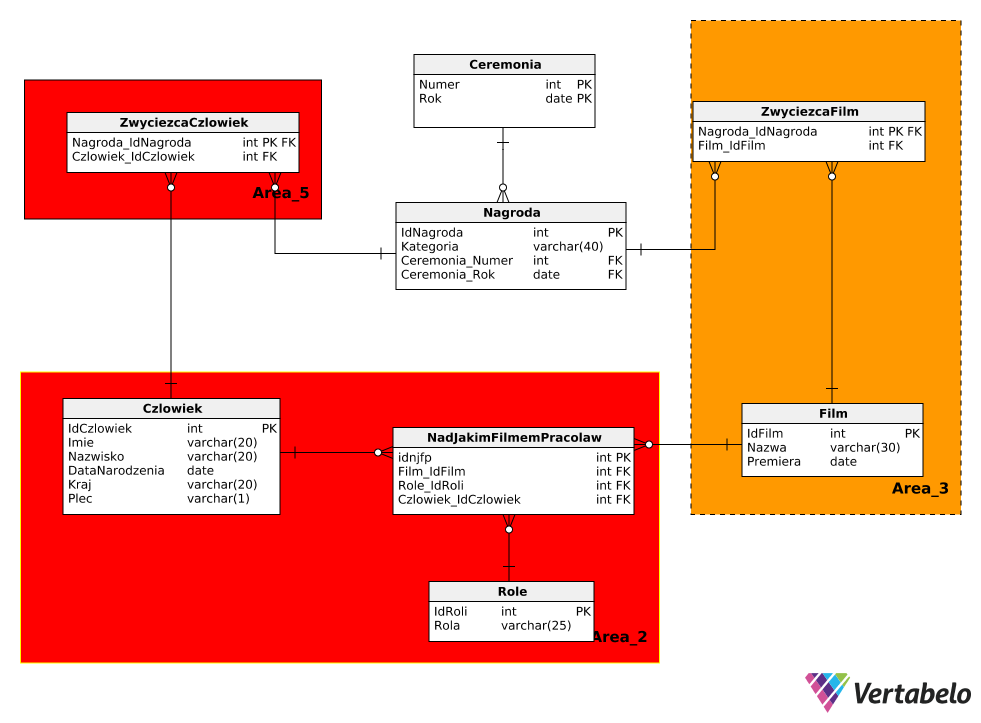 Ceremonia
Numer int PK
Rok date PK
ZwyciezcaCzlowiek
Nagroda_IdNagroda int PK FK
Czlowiek_IdCzlowiek int FK
Area_5
ZwyciezcaFilm
Nagroda_IdNagroda int PK FK
Film_IdFilm int FK
Nagroda
IdNagroda int PK
Kategoria varchar(40)
Ceremonia_Numer int FK
Ceremonia_Rok date FK
Czlowiek
IdCzlowiek int PK
Imie varchar(20)
Nazwisko varchar(20)
DataNarodzenia date
Kraj varchar(20)
Plec varchar(1)
NadJakimFilmemPracolaw
idnjfp int PK
Film_IdFilm int FK
Role_IdRoli int FK
Czlowiek_IdCzlowiek int FK
Film
IdFilm int PK
Nazwa varchar(30)
Premiera date
Area_3
Role
IdRoli int PK
Rola varchar(25)
Area_2
Vertabelo